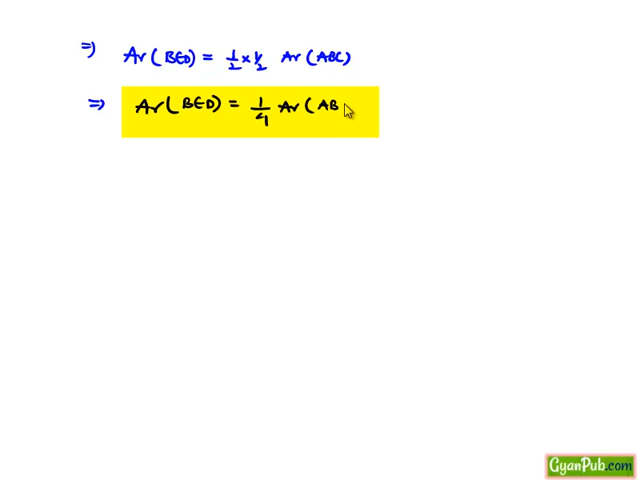 => Ar(BED) = 1/2 × 1/2 Ar(ABC)
=> Ar(BED) = 1/4 Ar(AB
GyanPub.com